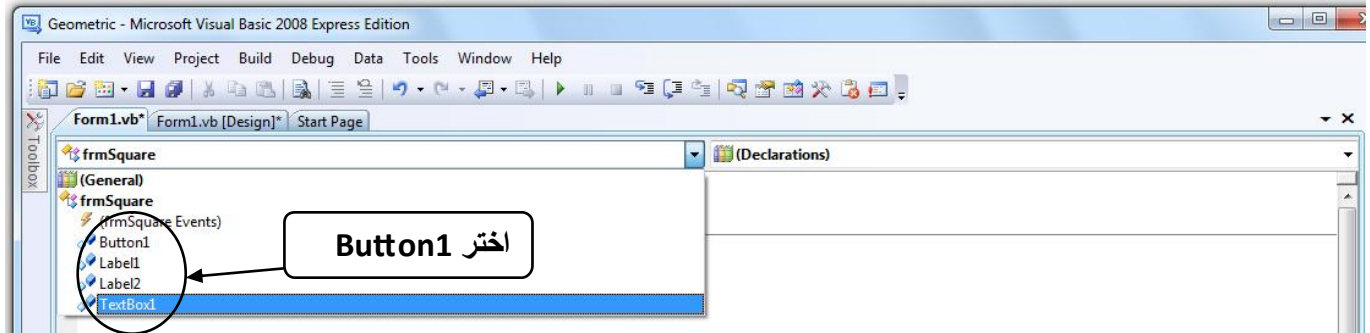 Geometric - Microsoft Visual Basic 2008 Express Edition
File Edit View Project Build Debug Data Tools Window Help
Form1.vb* Form1.vb [Design]* Start Page
Toolbox
frmSquare (Declarations)
(General)
frmSquare
(frmSquare Events)
Button1
Label1
Label2
TextBox1
اختر Button1